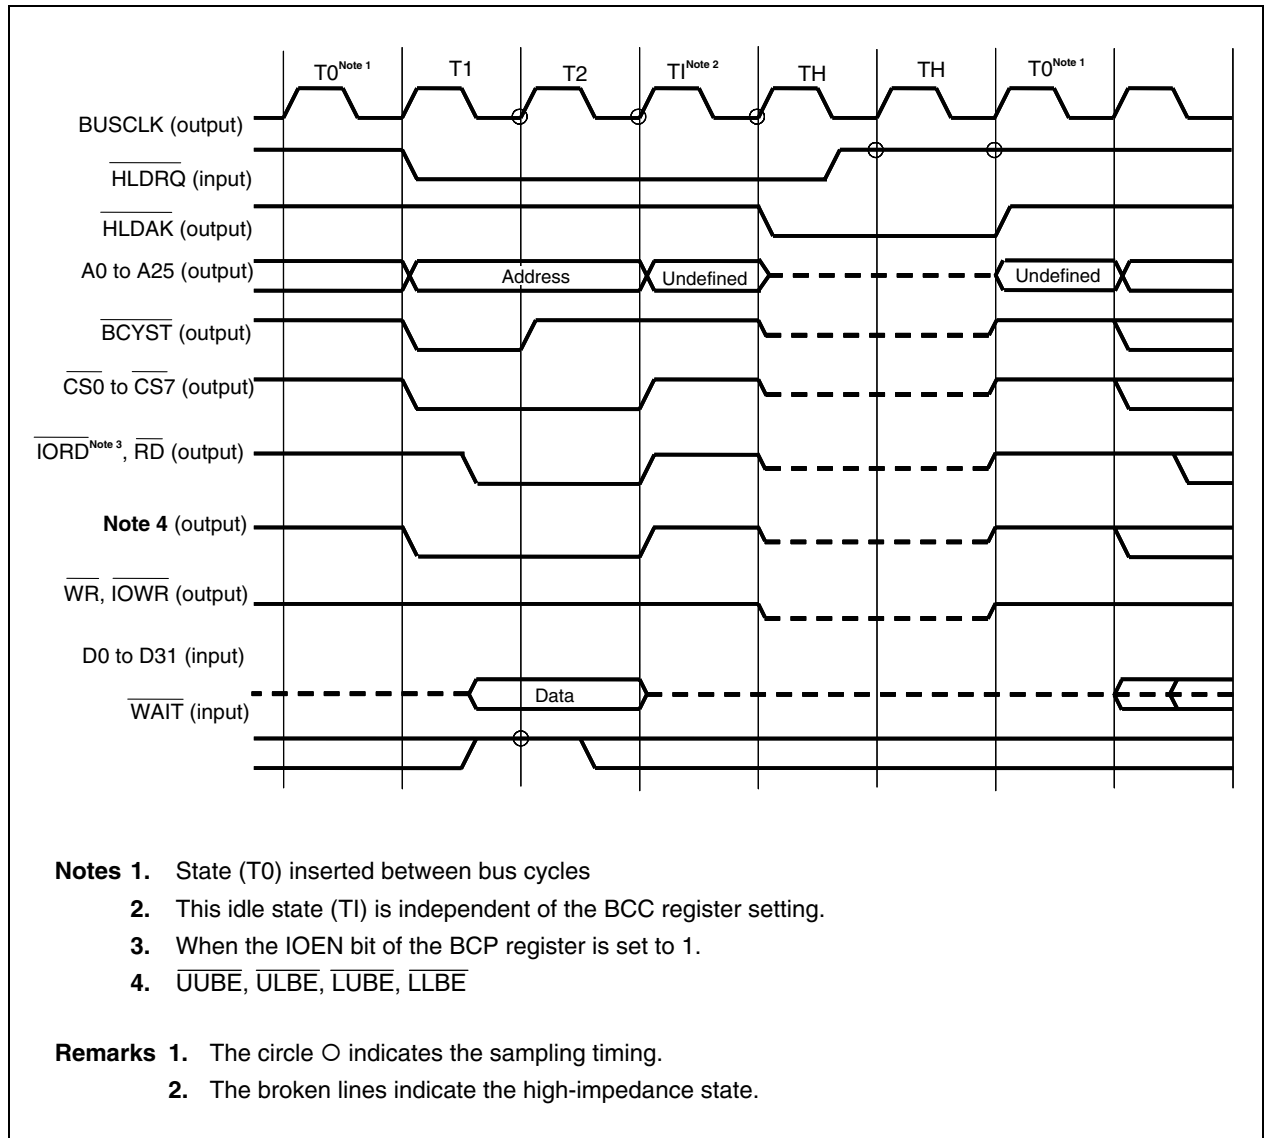 T0Note 1 T1 T2 TINote 2 TH TH T0Note 1
BUSCLK (output)
HLDRQ (input)
HLDAK (output)
A0 to A25 (output) Address Undefined Undefined
BCYST (output)
CS0 to CS7 (output)
IORDNote 3, RD (output)
Note 4 (output)
WR, IOWR (output)
D0 to D31 (input)
Data
WAIT (input)
Notes 1. State (T0) inserted between bus cycles
2. This idle state (TI) is independent of the BCC register setting.
3. When the IOEN bit of the BCP register is set to 1.
4. UUBE, ULBE, LUBE, LLBE
Remarks 1. The circle O indicates the sampling timing.
2. The broken lines indicate the high-impedance state.